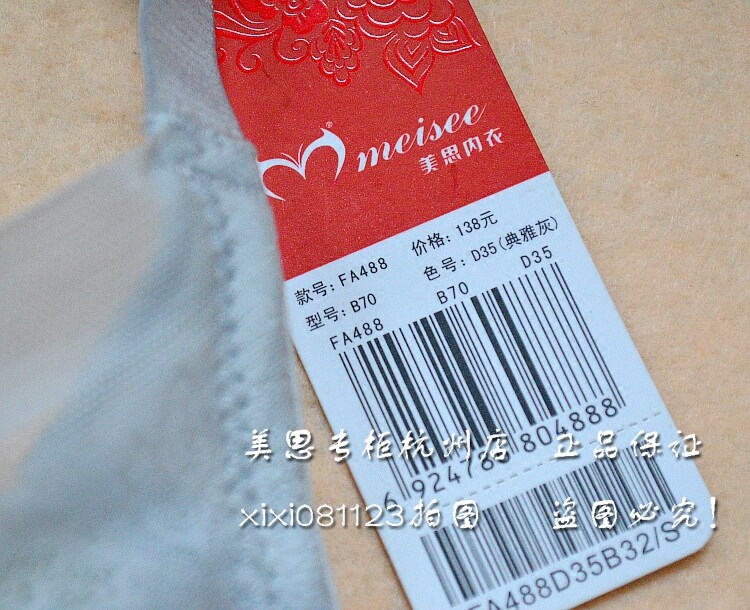 meisee
美思内衣
款号: FA488 价格: 138元
型号: B70 色号: D35(典雅灰)
FA488 B70 D35
804888
美思专柜杭州店 正品保证
xixi081123拍图 盗图必究!
FA488D35B32/S